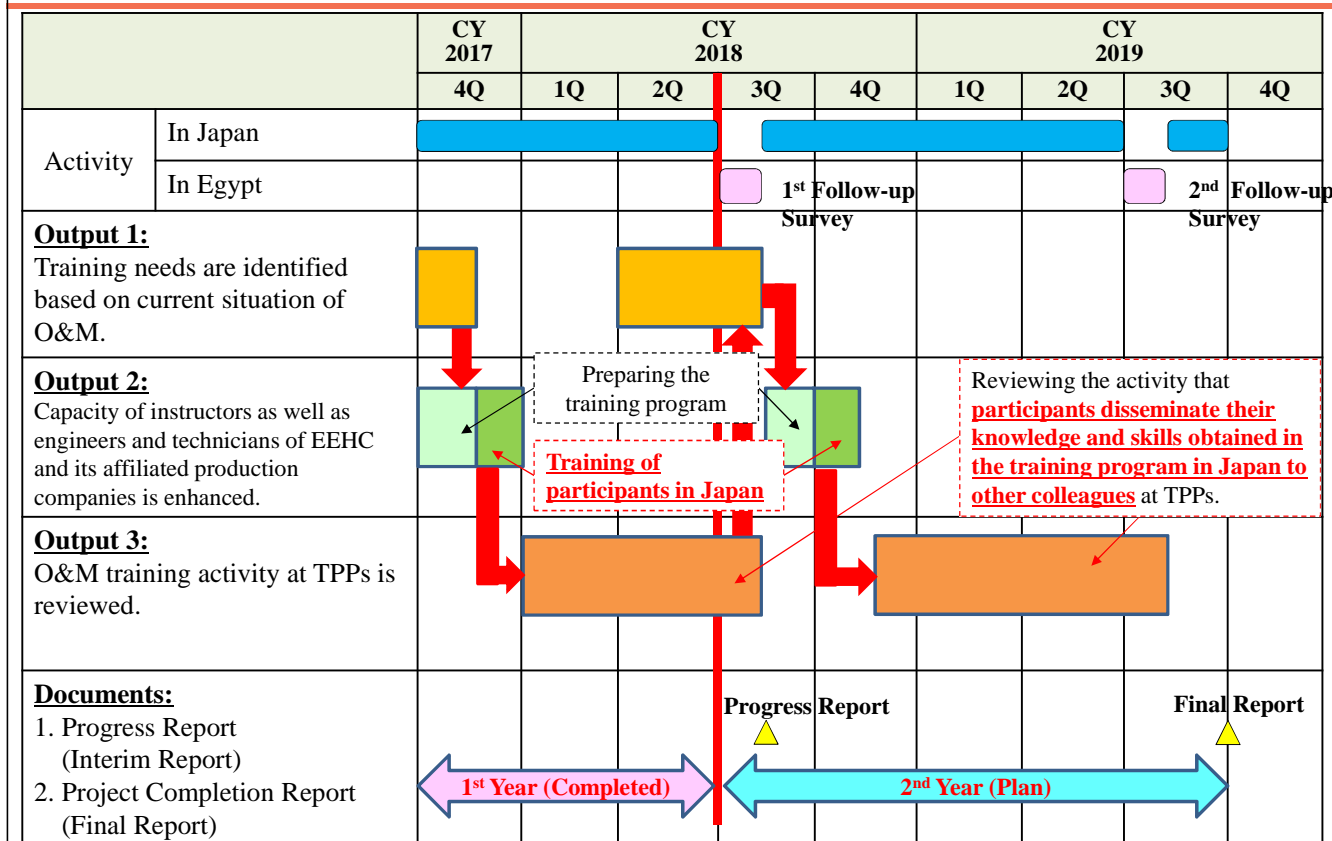 CY
2017
CY
2018
CY
2019
4Q
1Q
2Q
3Q
4Q
1Q
2Q
3Q
4Q
Activity
In Japan
In Egypt
1st Follow-up
Survey
2nd Follow-up
Survey
Output 1:
Training needs are identified
based on current situation of
O&M.
Output 2:
Capacity of instructors as well as
engineers and technicians of EEHC
and its affiliated production
companies is enhanced.
Preparing the
training program
Training of
participants in Japan
Reviewing the activity that
participants disseminate their
knowledge and skills obtained in
the training program in Japan to
other colleagues at TPPs.
Output 3:
O&M training activity at TPPs is
reviewed.
Documents:
1. Progress Report
(Interim Report)
2. Project Completion Report
(Final Report)
Progress Report
Final Report
1st Year (Completed)
2nd Year (Plan)